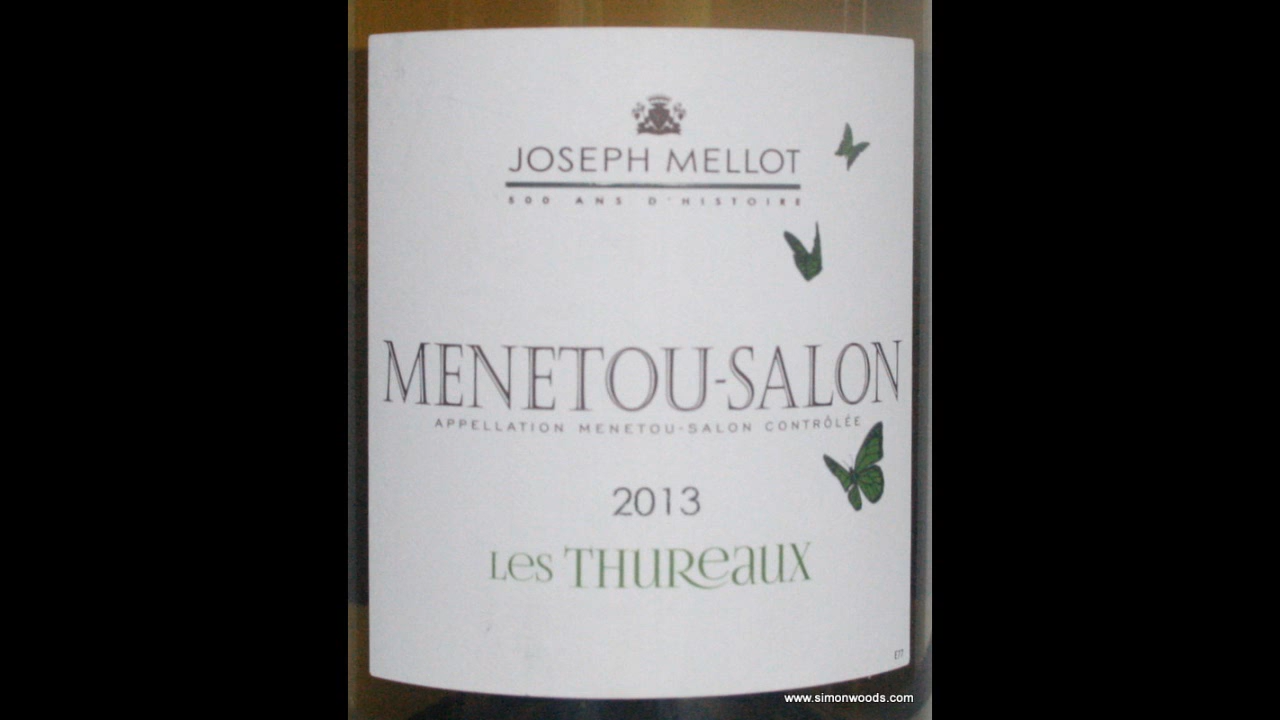 JOSEPH MELLOT
500 ANS D'HISTOIRE
MENETOU-SALON
APPELLATION MENETOU-SALON CONTRÔLÉE
2013
Les THUReauX
www.simonwoods.com